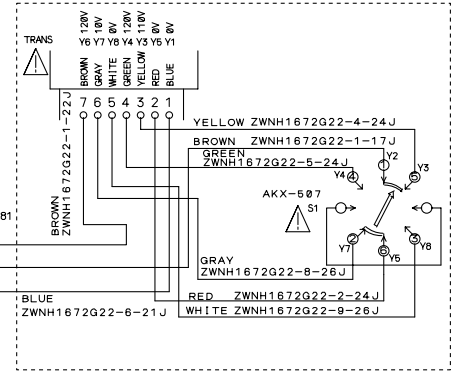 TRANS
Y6 120V
Y7 10V
Y8 0V
Y4 120V
Y3 110V
Y5 0V
Y1 0V
BROWN
GRAY
WHITE
GREEN
YELLOW
RED
BLUE
7 6 5 4 3 2 1
BROWN
ZWNH1672G22-1-22J
YELLOW ZWNH1672G22-4-24J
BROWN ZWNH1672G22-1-17J
GREEN
ZWNH1672G22-5-24J
Y2
1
Y3
5
Y4
4
AKX-507
S1
81
Y7
2
Y5
6
Y8
3
GRAY
ZWNH1672G22-8-26J
BLUE
ZWNH1672G22-6-21J
RED ZWNH1672G22-2-24J
WHITE ZWNH1672G22-9-26J